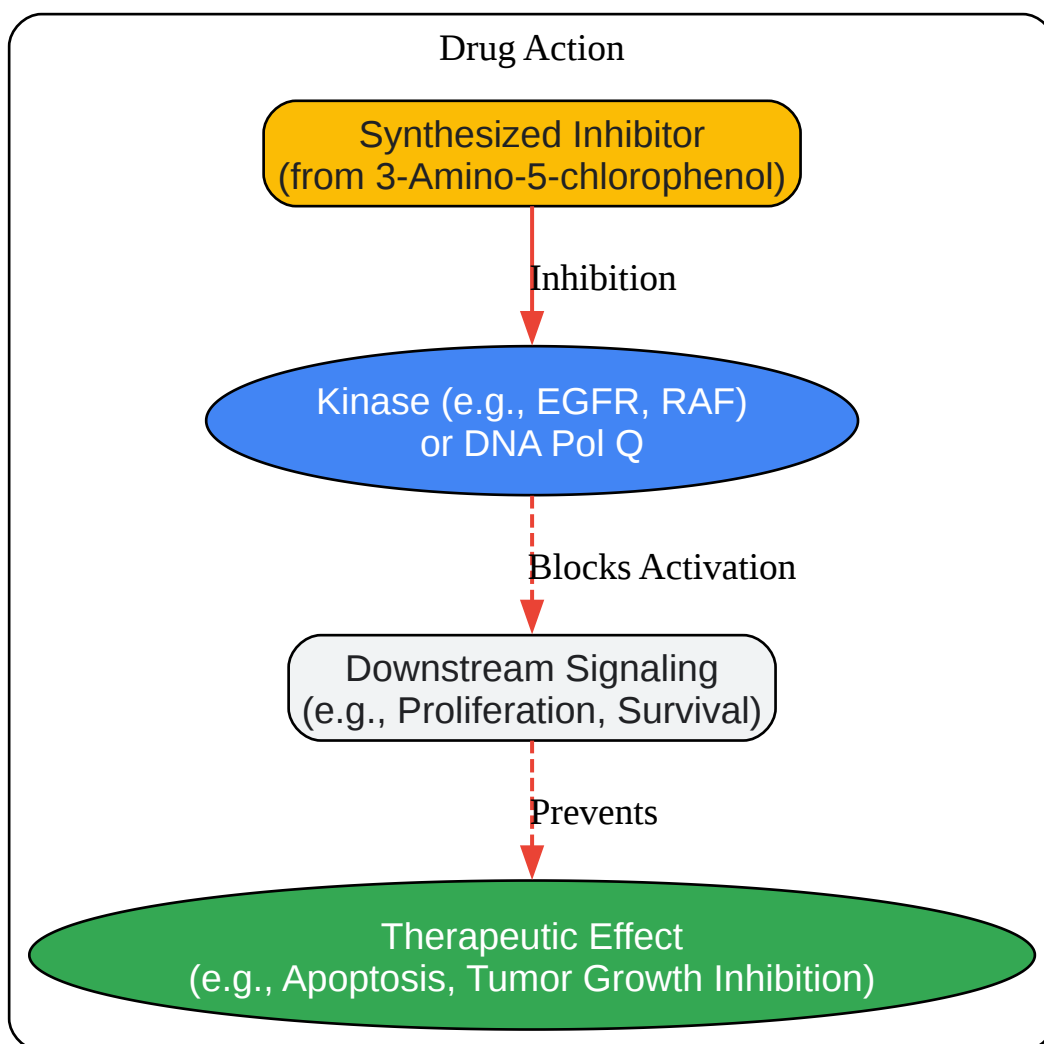 Drug Action
Synthesized Inhibitor
(from 3-Amino-5-chlorophenol)
Inhibition
Kinase (e.g., EGFR, RAF)
or DNA Pol Q
Blocks Activation
Downstream Signaling
(e.g., Proliferation, Survival)
Prevents
Therapeutic Effect
(e.g., Apoptosis, Tumor Growth Inhibition)